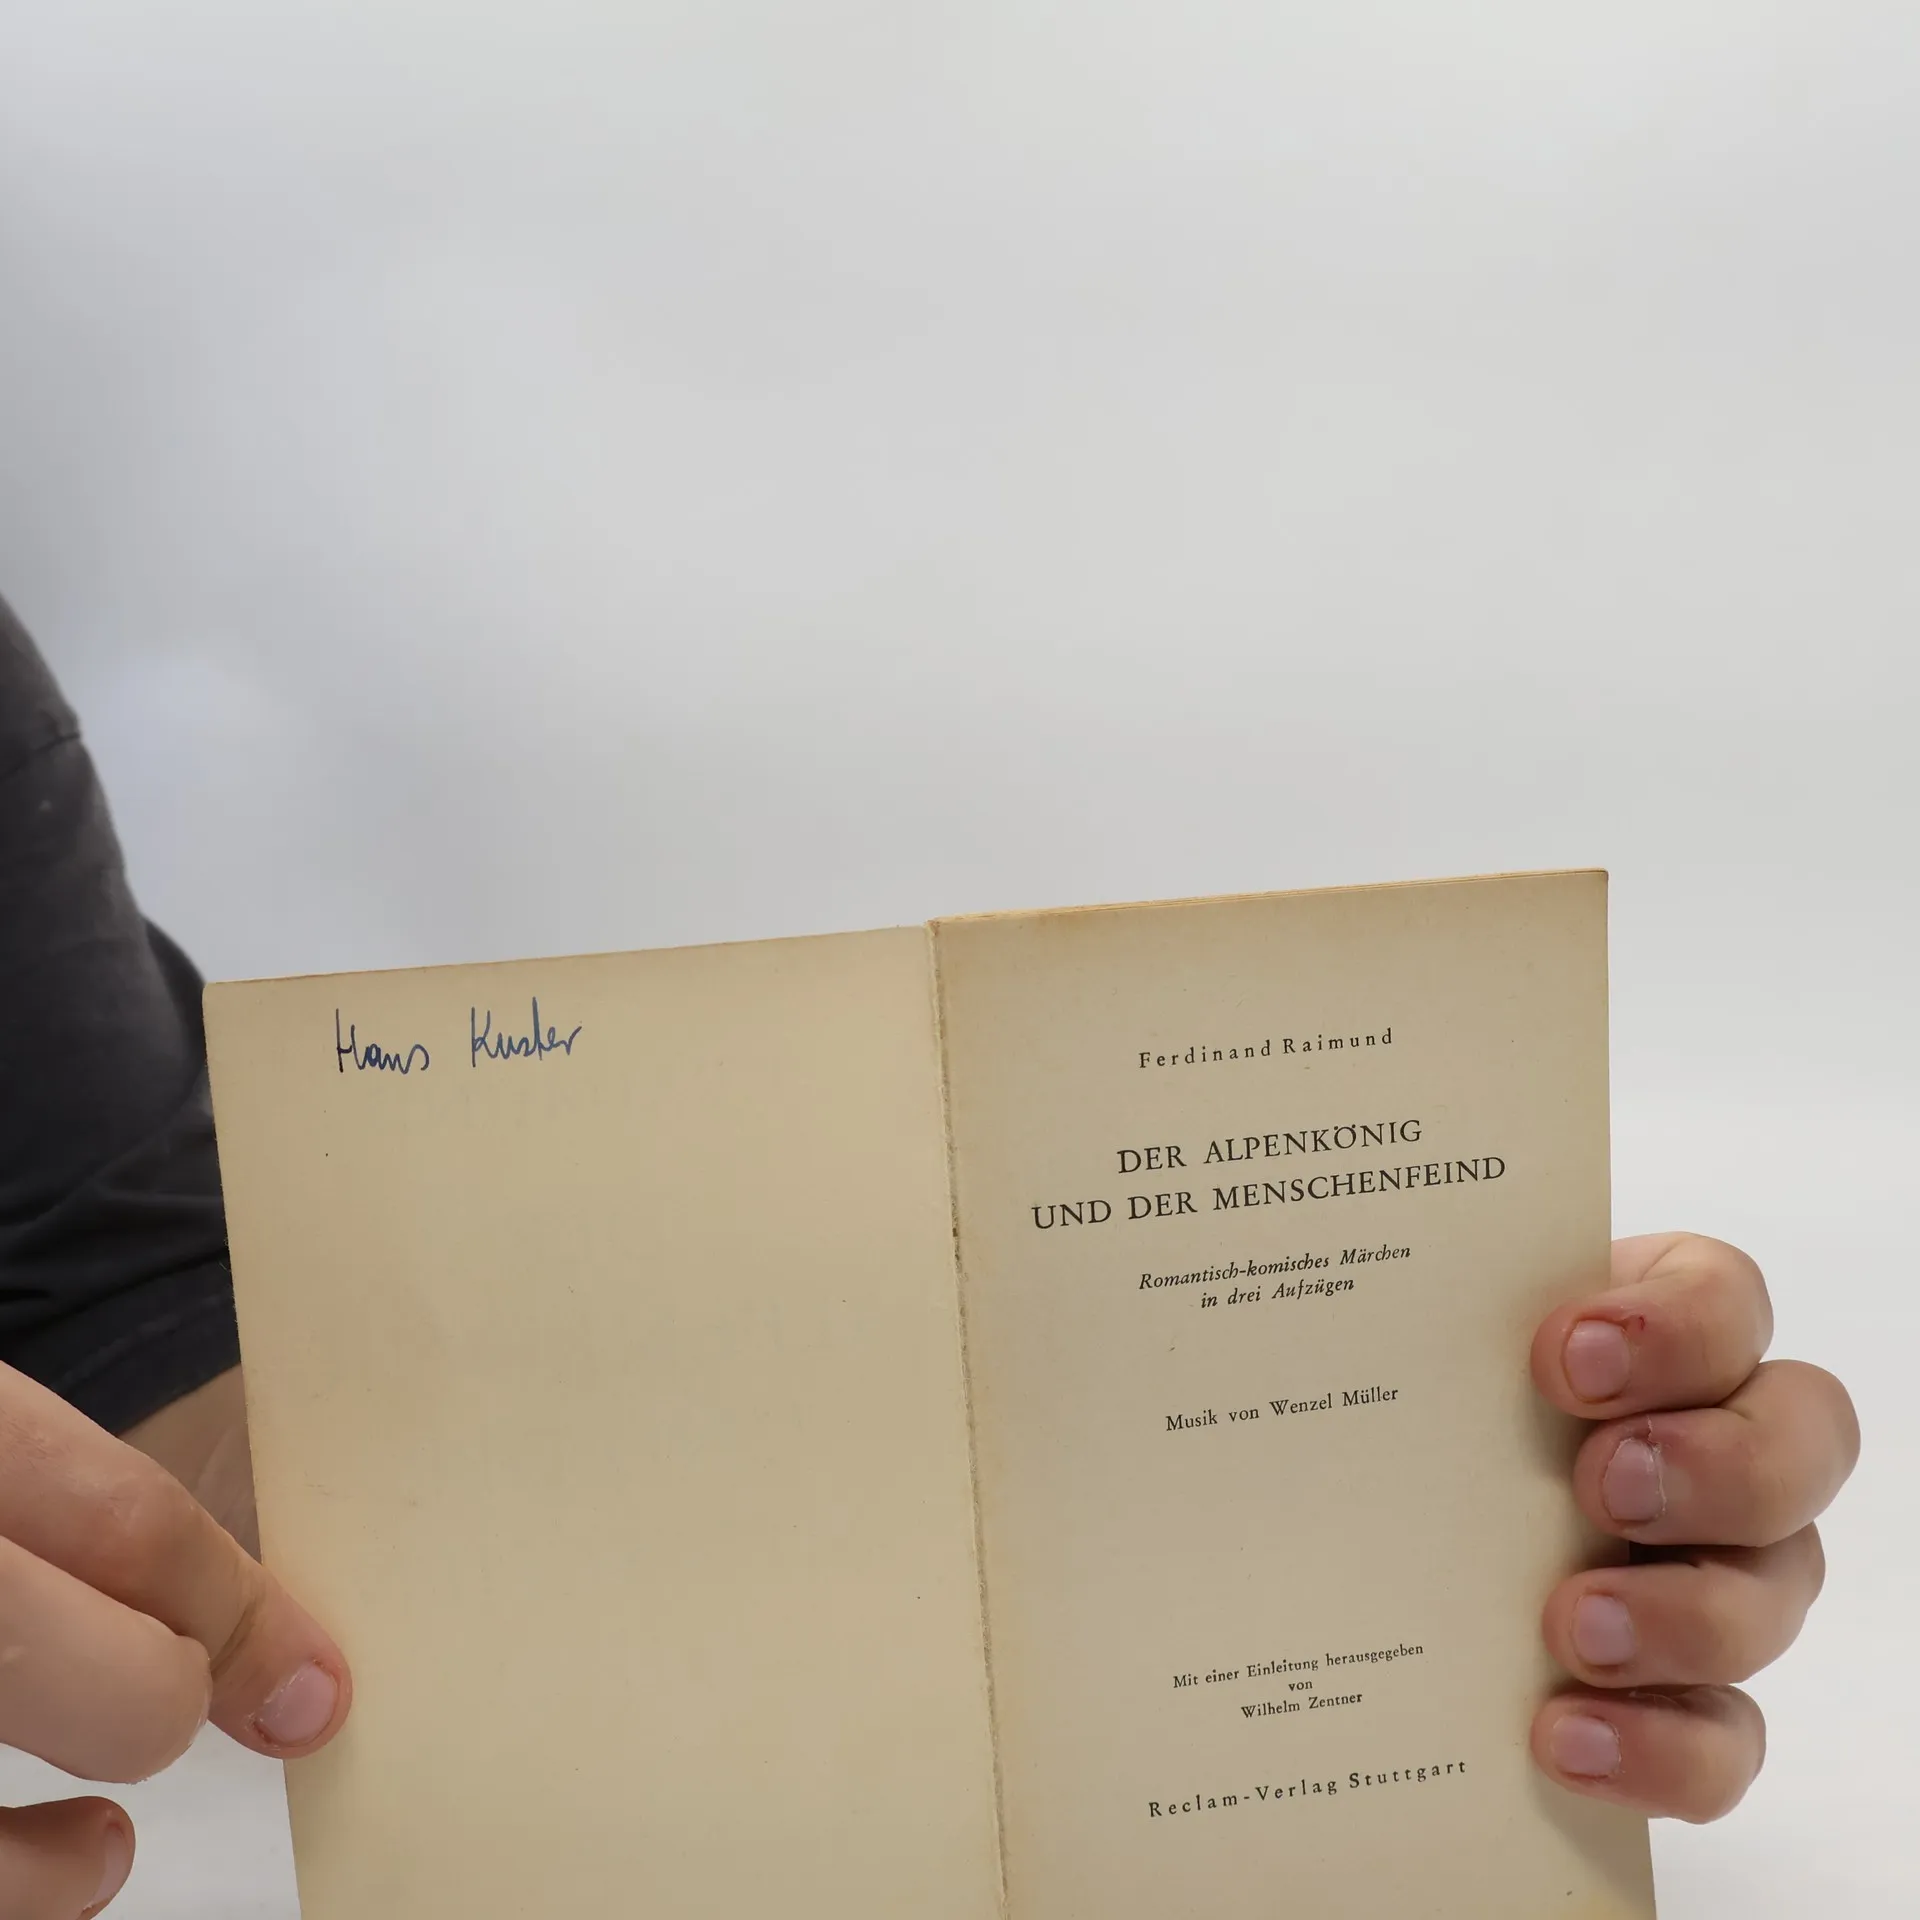 Hans Kuster
Ferdinand Raimund
DER ALPENKÖNIG
UND DER MENSCHENFEIND
Romantisch-komisches Märchen
in drei Aufzügen
Musik von Wenzel Müller
Mit einer Einleitung herausgegeben
von
Wilhelm Zentner
Reclam-Verlag Stuttgart